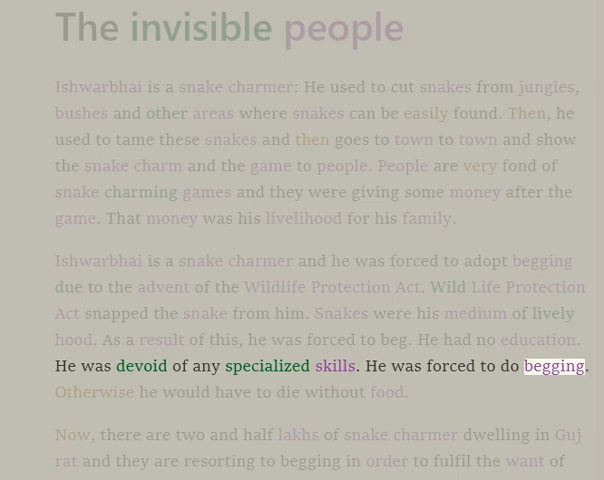 The invisible people
Ishwarbhai is a snake charmer: He used to cut snakes from jungles,
bushes and other areas where snakes can be easily found. Then, he
used to tame these snakes and then goes to town to town and show
the snake charm and the game to people. People are very fond of
snake charming games and they were giving some money after the
game. That money was his livelihood for his family.
Ishwarbhai is a snake charmer and he was forced to adopt begging
due to the advent of the Wildlife Protection Act. Wild Life Protection
Act snapped the snake from him. Snakes were his medium of lively
hood. As a result of this, he was forced to beg. He had no education.
He was devoid of any specialized skills. He was forced to do begging.
Otherwise he would have to die without food.
Now, there are two and half lakhs of snake charmer dwelling in Guj
rat and they are resorting to begging in order to fulfil the want of